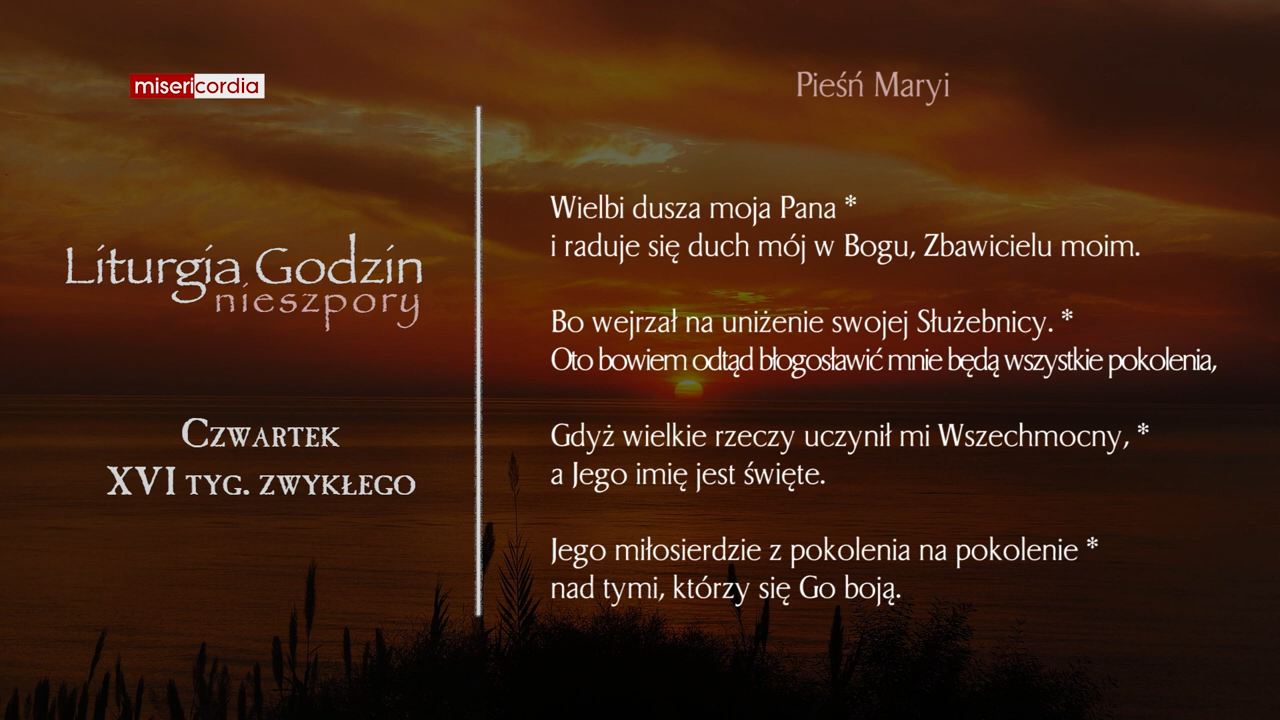 misericordia
Liturgia Godzin
nieszpory
Czwartek
XVI tyg. zwykłego
Pieśń Maryi
Wielbi dusza moja Pana *
i raduje się duch mój w Bogu, Zbawicielu moim.
Bo wejrzał na uniżenie swojej Służebnicy. *
Oto bowiem odtąd błogosławić mnie będą wszystkie pokolenia,
Gdyż wielkie rzeczy uczynił mi Wszechmocny, *
a Jego imię jest święte.
Jego miłosierdzie z pokolenia na pokolenie *
nad tymi, którzy się Go boją.